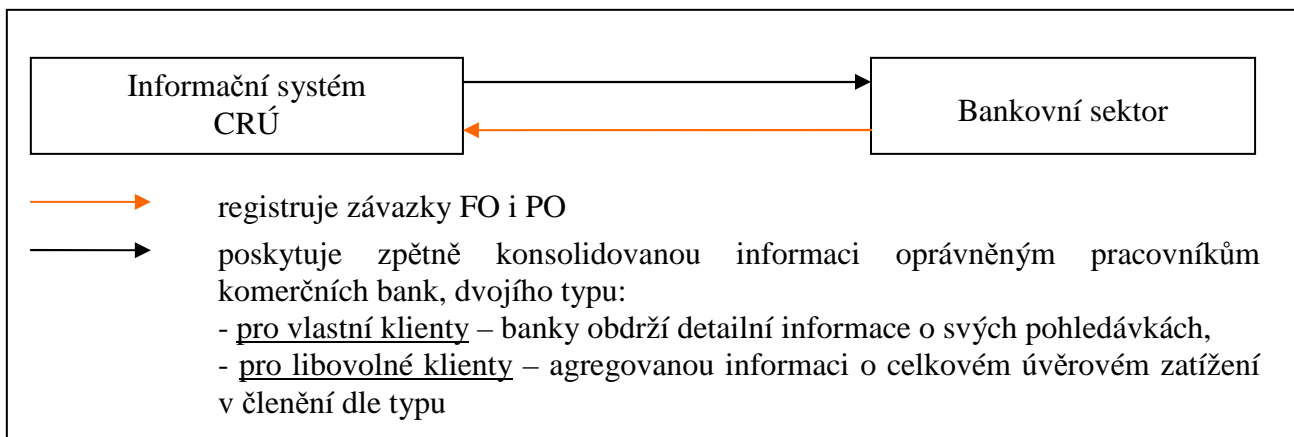 Informační systém
CRÚ
Bankovní sektor
registruje závazky FO i PO
poskytuje zpětně konsolidovanou informaci oprávněným pracovníkům
komerčních bank, dvojího typu:
- pro vlastní klienty – banky obdrží detailní informace o svých pohledávkách,
- pro libovolné klienty – agregovanou informaci o celkovém úvěrovém zatížení
v členění dle typu